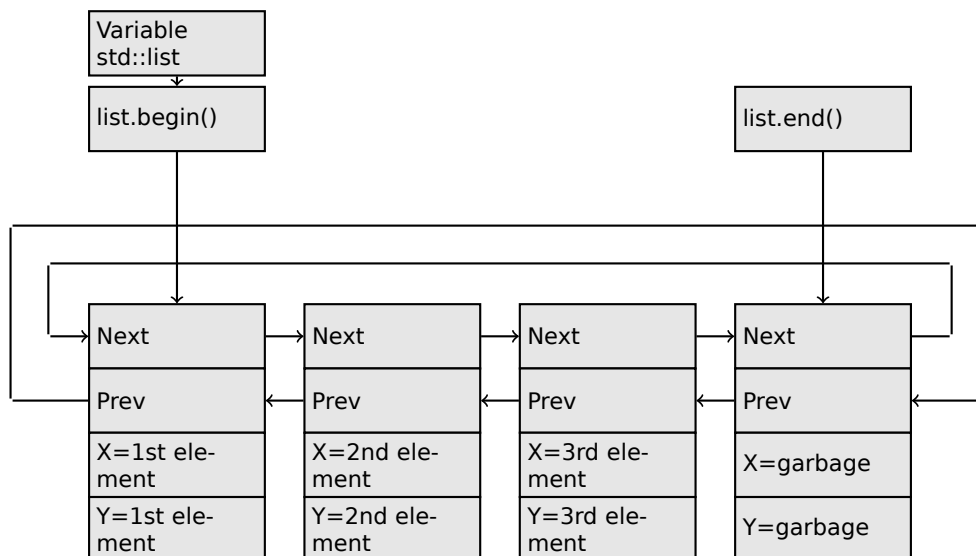 Variable
std::list
list.begin()
list.end()
Next
Next
Next
Next
Prev
Prev
Prev
Prev
X=1st ele-
ment
X=2nd ele-
ment
X=3rd ele-
ment
X=garbage
Y=1st ele-
ment
Y=2nd ele-
ment
Y=3rd ele-
ment
Y=garbage